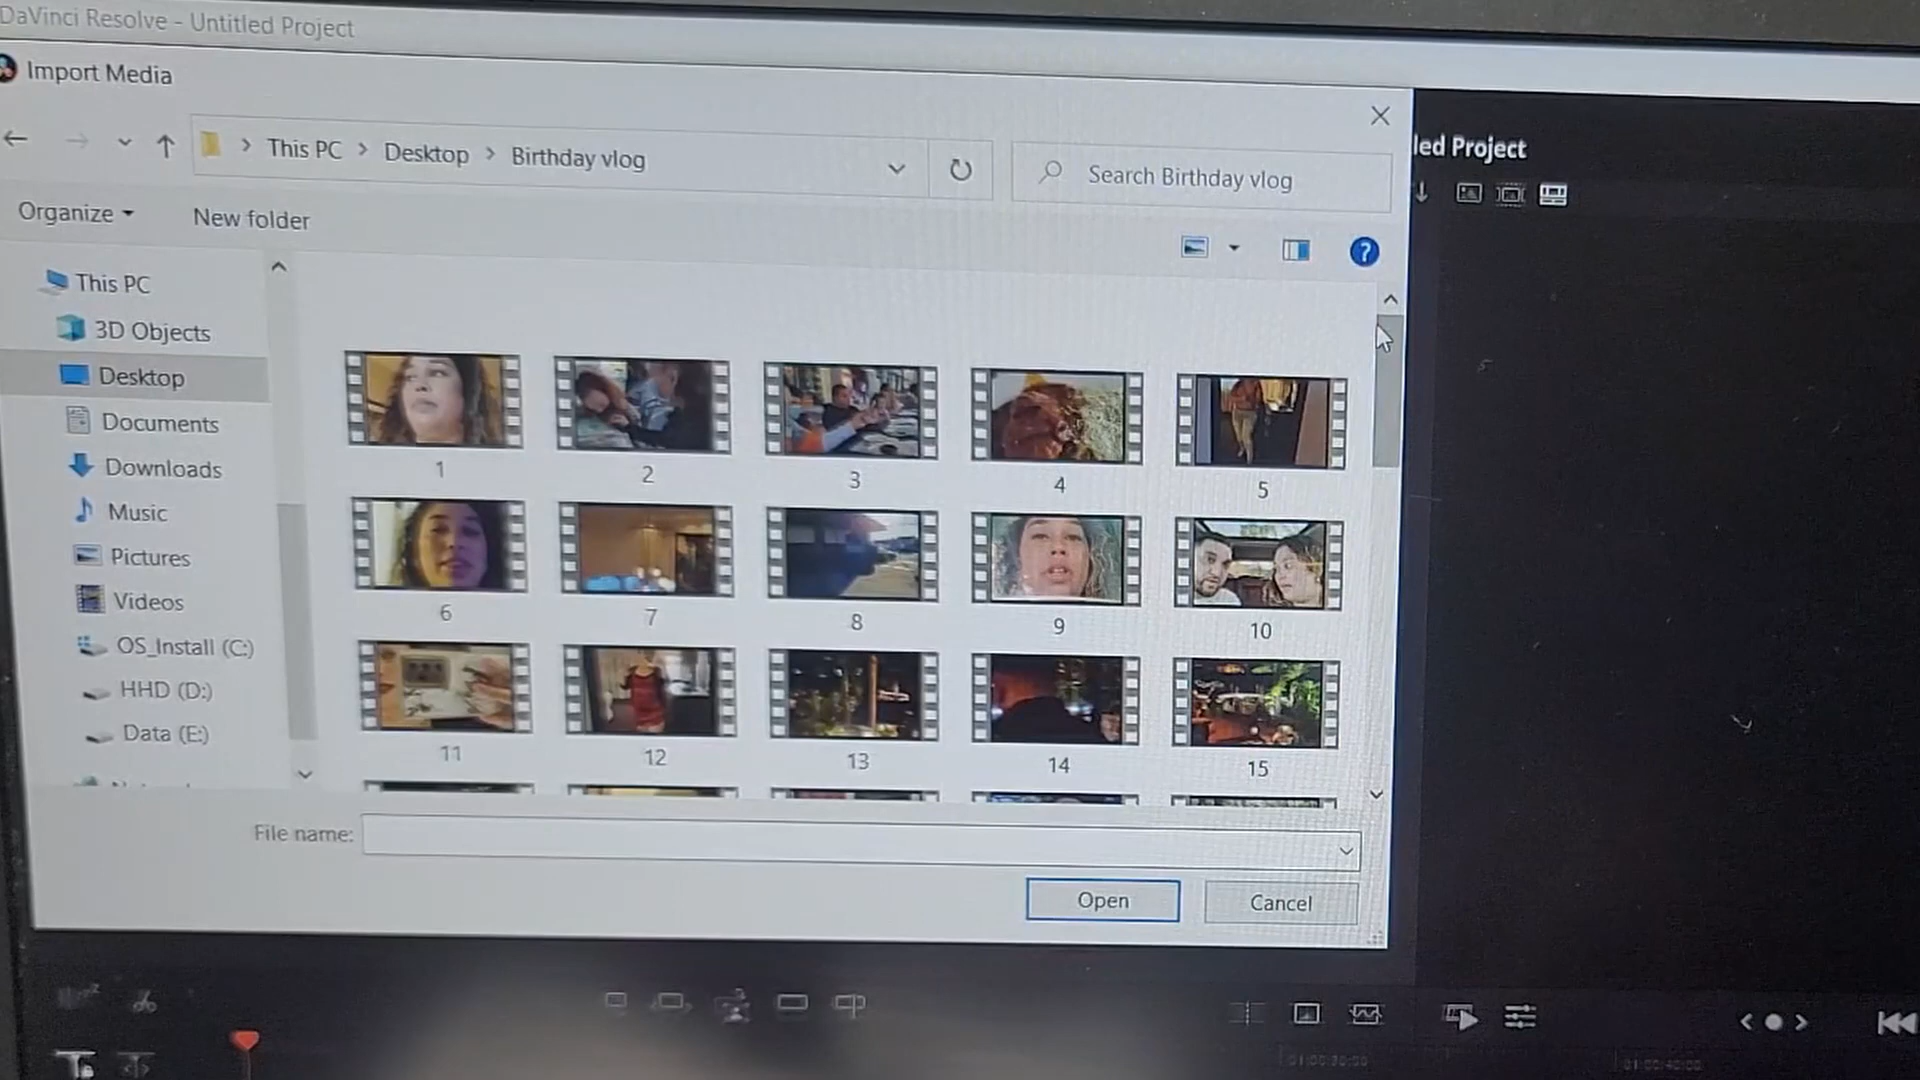 DaVinci Resolve - Untitled Project
Import Media
This PC > Desktop > Birthday vlog
Search Birthday vlog
led Project
Organize
New folder
This PC
3D Objects
Desktop
Documents
Downloads
Music
Pictures
Videos
OS_Install (C:)
HHD (D:)
Data (E:)
1 2 3 4 5
6 7 8 9 10
11 12 13 14 15
File name:
Open
Cancel